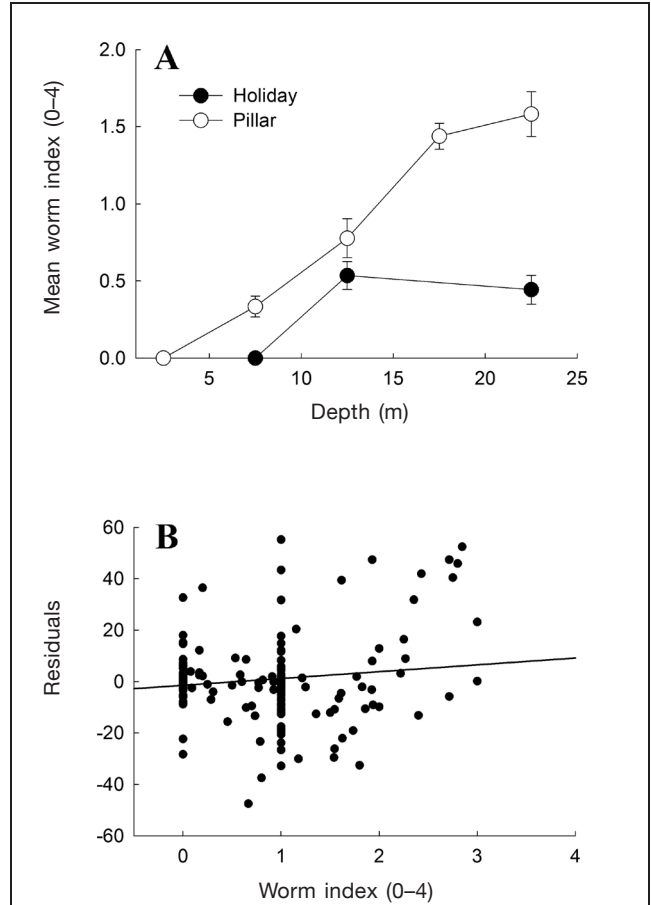 A
Holiday
Pillar
Mean worm index (0–4)
2.0
1.5
1.0
0.5
0.0
5 10 15 20 25
Depth (m)
B
Residuals
60
40
20
0
-20
-40
-60
0 1 2 3 4
Worm index (0–4)